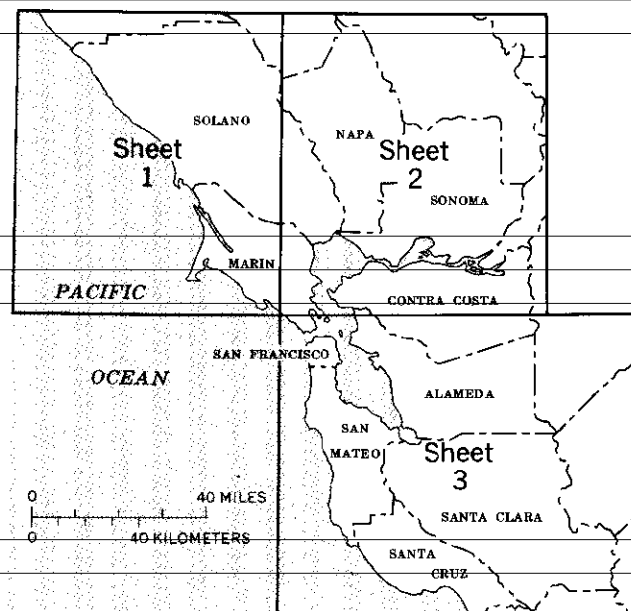 SOLANO
NAPA
Sheet
1
Sheet
2
SONOMA
MARIN
PACIFIC
CONTRA COSTA
SAN FRANCISCO
OCEAN
ALAMEDA
SAN
MATEO
Sheet
3
0 40 MILES
0 40 KILOMETERS
SANTA CLARA
SANTA
CRUZ